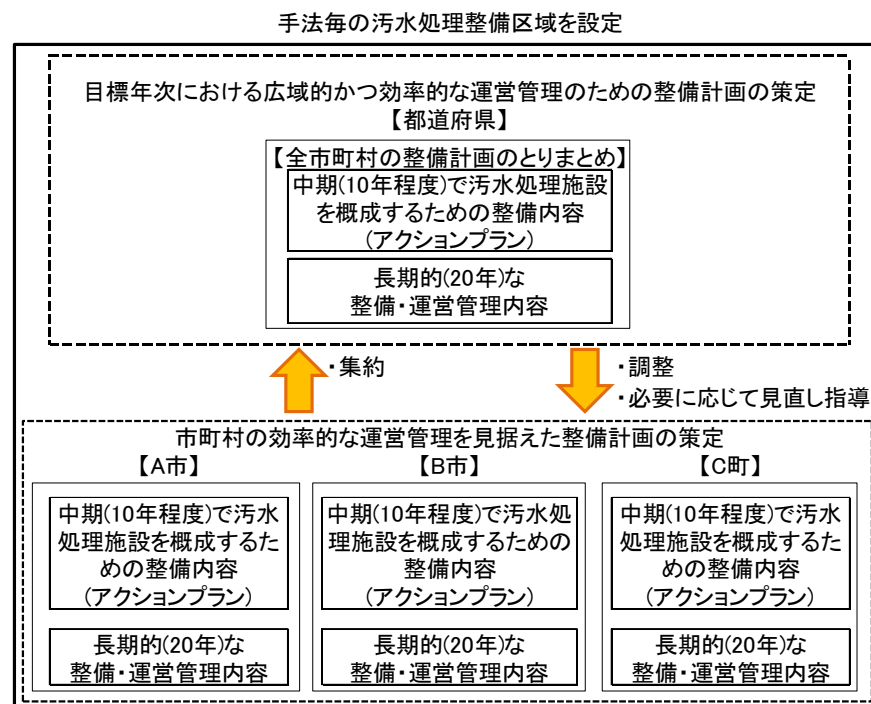 手法毎の汚水処理整備区域を設定
目標年次における広域的かつ効率的な運営管理のための整備計画の策定
【都道府県】
【全市町村の整備計画のとりまとめ】
中期(10年程度)で汚水処理施設
を概成するための整備内容
(アクションプラン)
長期的(20年)な
整備・運営管理内容
・集約
・調整
・必要に応じて見直し指導
市町村の効率的な運営管理を見据えた整備計画の策定
【A市】
中期(10年程度)で汚水
処理施設を概成するた
めの整備内容
(アクションプラン)
長期的(20年)な
整備・運営管理内容
【B市】
中期(10年程度)で汚水処
理施設を概成するための
整備内容
(アクションプラン)
長期的(20年)な
整備・運営管理内容
【C町】
中期(10年程度)で汚水
処理施設を概成するた
めの整備内容
(アクションプラン)
長期的(20年)な
整備・運営管理内容